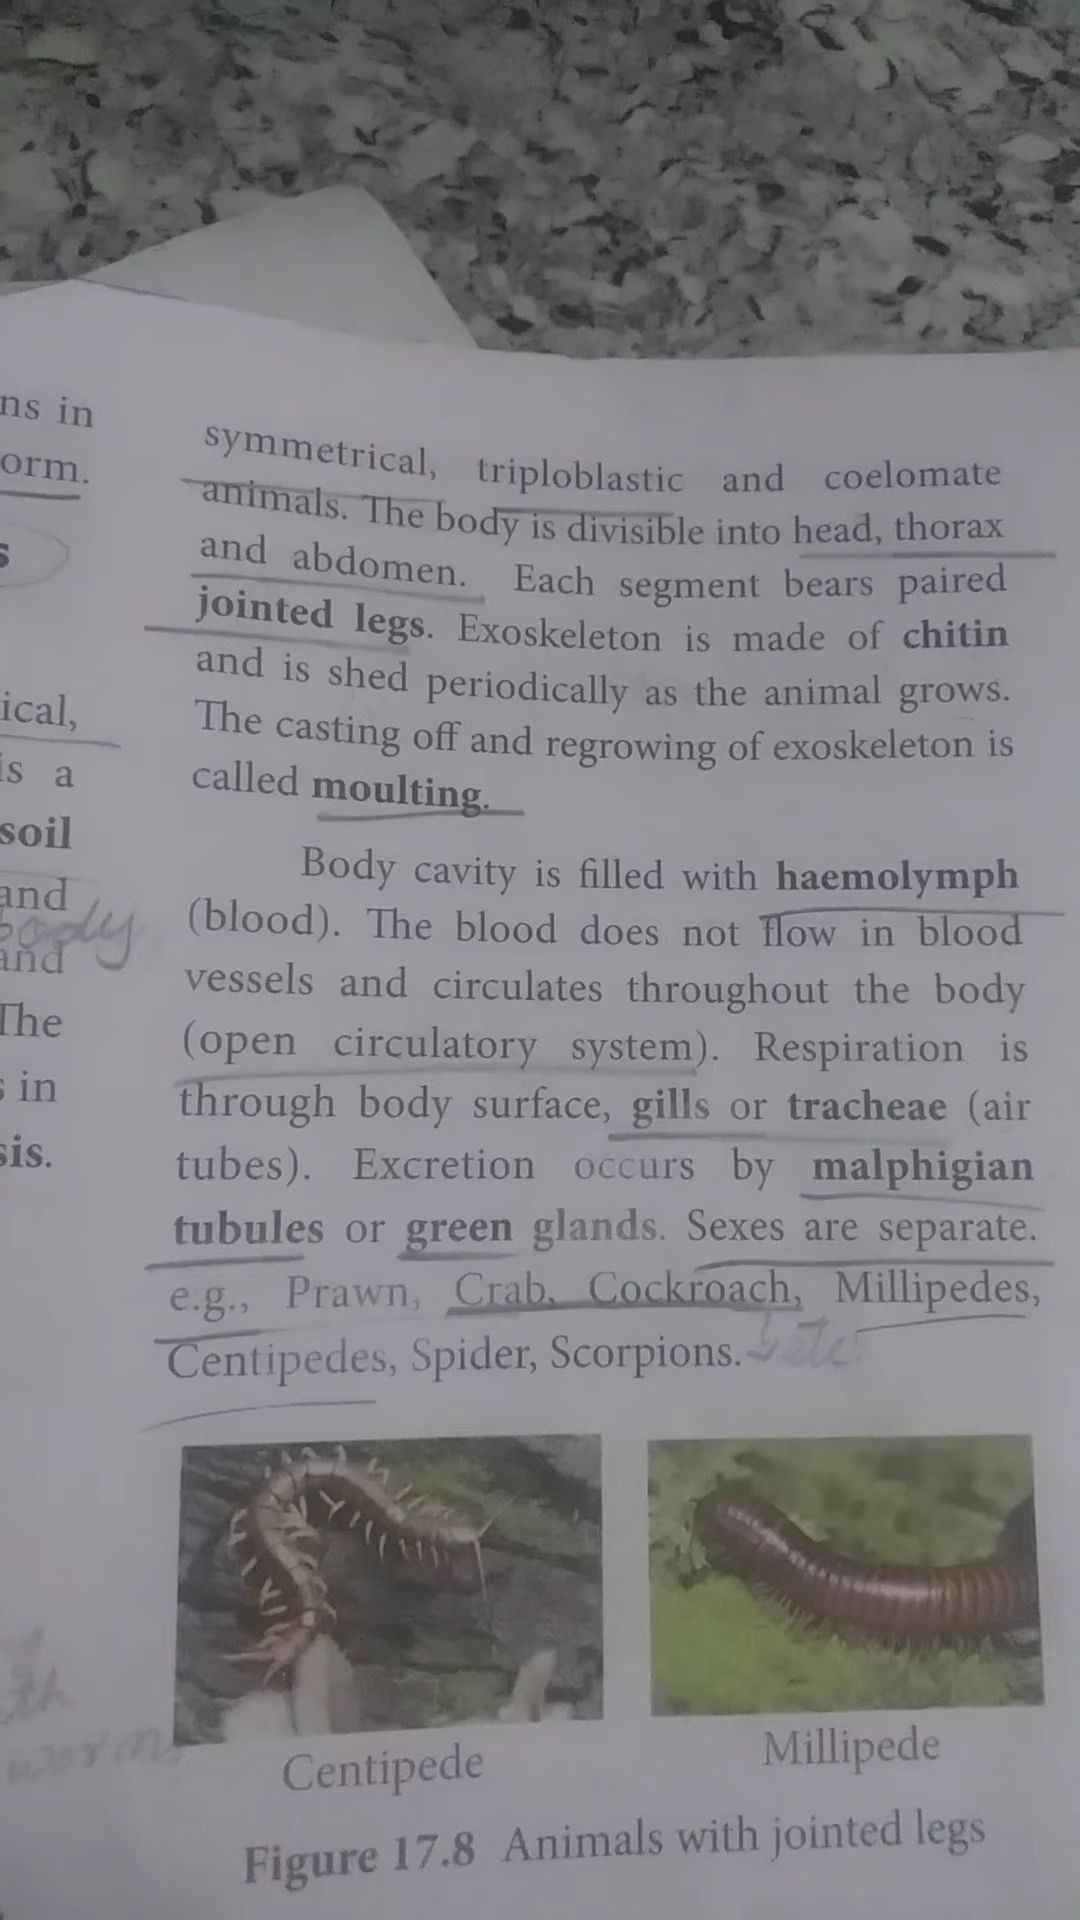 ns in
orm.
s
ical,
is a
soil
and
body
and
The
s in
sis.
symmetrical, triploblastic and coelomate
animals. The body is divisible into head, thorax
and abdomen. Each segment bears paired
jointed legs. Exoskeleton is made of chitin
and is shed periodically as the animal grows.
The casting off and regrowing of exoskeleton is
called moulting.
Body cavity is filled with haemolymph
(blood). The blood does not flow in blood
vessels and circulates throughout the body
(open circulatory system). Respiration is
through body surface, gills or tracheae (air
tubes). Excretion occurs by malphigian
tubules or green glands. Sexes are separate.
e.g., Prawn, Crab, Cockroach, Millipedes,
Centipedes, Spider, Scorpions. etc.
worms
Centipede
Millipede
Figure 17.8 Animals with jointed legs